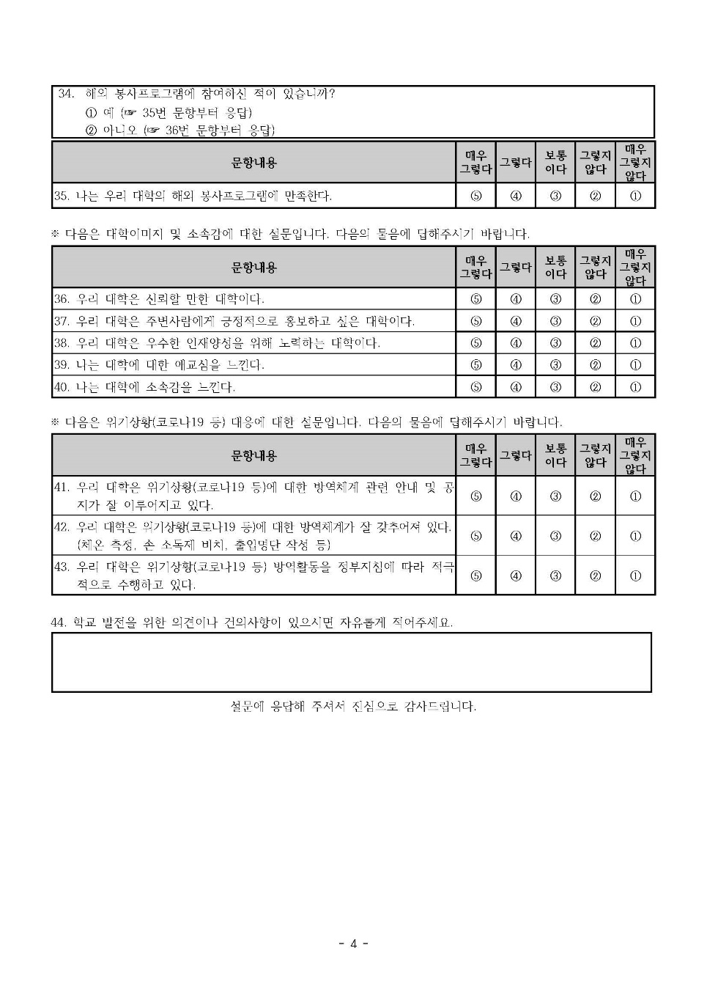 34. 해외 봉사프로그램에 참여하신 적이 있습니까?
① 예 (☞ 35번 문항부터 응답)
② 아니오 (☞ 36번 문항부터 응답)
문항내용 매우 그렇다 그렇다 보통이다 그렇지 않다 매우 그렇지 않다
35. 나는 우리 대학의 해외 봉사프로그램에 만족한다. ⑤ ④ ③ ② ①
※ 다음은 대학이미지 및 소속감에 대한 설문입니다. 다음의 물음에 답해주시기 바랍니다.
문항내용 매우 그렇다 그렇다 보통이다 그렇지 않다 매우 그렇지 않다
36. 우리 대학은 신뢰할 만한 대학이다. ⑤ ④ ③ ② ①
37. 우리 대학은 주변사람에게 긍정적으로 홍보하고 싶은 대학이다. ⑤ ④ ③ ② ①
38. 우리 대학은 우수한 인재양성을 위해 노력하는 대학이다. ⑤ ④ ③ ② ①
39. 나는 대학에 대한 애교심을 느낀다. ⑤ ④ ③ ② ①
40. 나는 대학에 소속감을 느낀다. ⑤ ④ ③ ② ①
※ 다음은 위기상황(코로나19 등) 대응에 대한 설문입니다. 다음의 물음에 답해주시기 바랍니다.
문항내용 매우 그렇다 그렇다 보통이다 그렇지 않다 매우 그렇지 않다
41. 우리 대학은 위기상황(코로나19 등)에 대한 방역체계 관련 안내 및 공
지가 잘 이루어지고 있다. ⑤ ④ ③ ② ①
42. 우리 대학은 위기상황(코로나19 등)에 대한 방역체계가 잘 갖추어져 있다.
(체온 측정, 손 소독제 비치, 출입명단 작성 등) ⑤ ④ ③ ② ①
43. 우리 대학은 위기상황(코로나19 등) 방역활동을 정부지침에 따라 적극
적으로 수행하고 있다. ⑤ ④ ③ ② ①
44. 학교 발전을 위한 의견이나 건의사항이 있으시면 자유롭게 적어주세요.
설문에 응답해 주셔서 진심으로 감사드립니다.
- 4 -